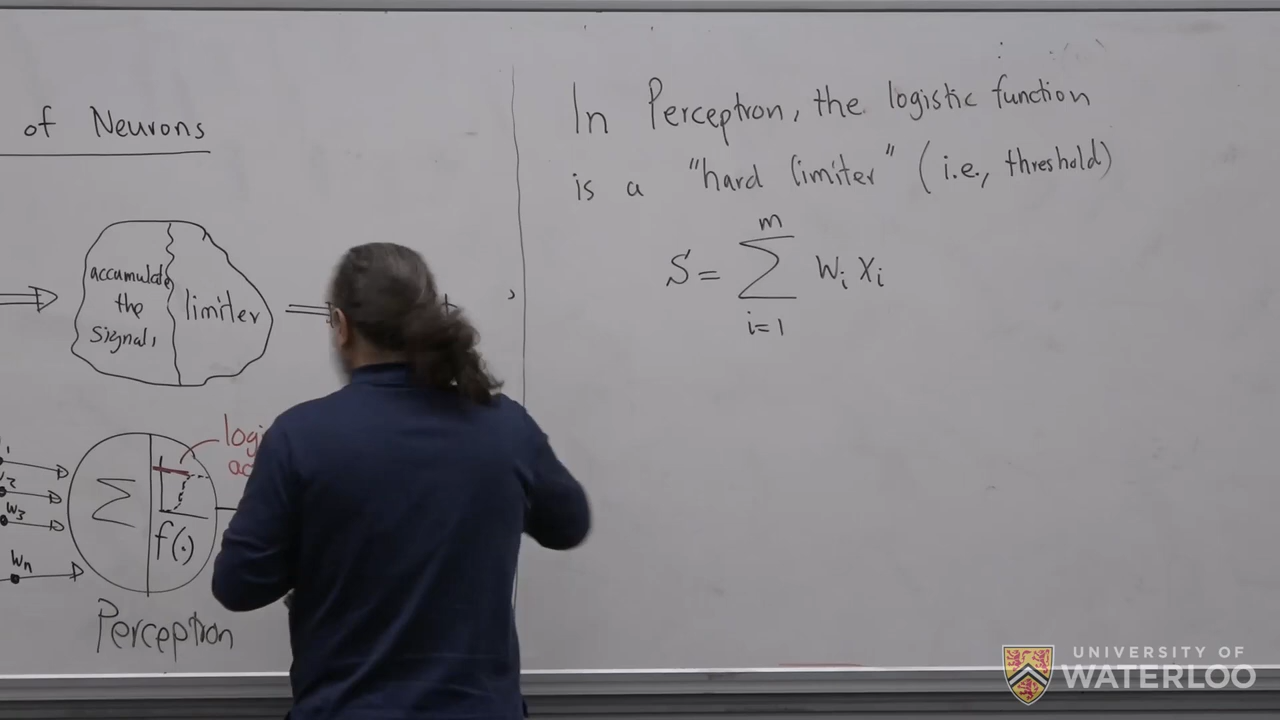 of Neurons
accumulate
the
signals
limiter
W3
Wn
Σ
f(.)
Perceptron
In Perceptron, the logistic function
is a "hard limiter" (i.e., threshold)
m
S = Σ Wi Xi
i=1
UNIVERSITY OF
WATERLOO